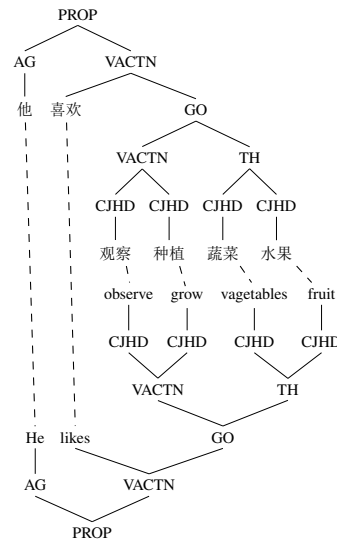 PROP
AG VACTN
他 喜欢 GO
VACTN TH
CJHD CJHD CJHD CJHD
观察 种植 蔬菜 水果
observe grow vagetables fruit
CJHD CJHD CJHD CJHD
VACTN TH
He likes GO
AG VACTN
PROP